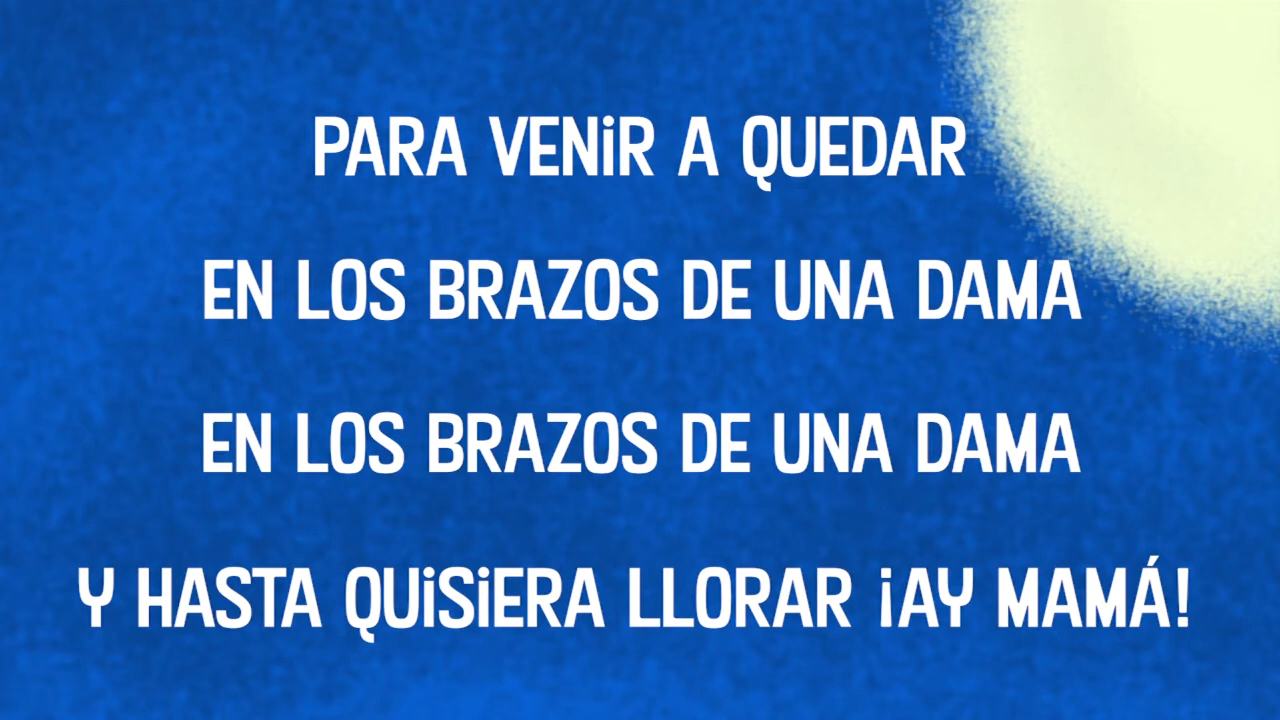 PARA VENIR A QUEDAR
EN LOS BRAZOS DE UNA DAMA
EN LOS BRAZOS DE UNA DAMA
Y HASTA QUISIERA LLORAR ¡AY MAMÁ!